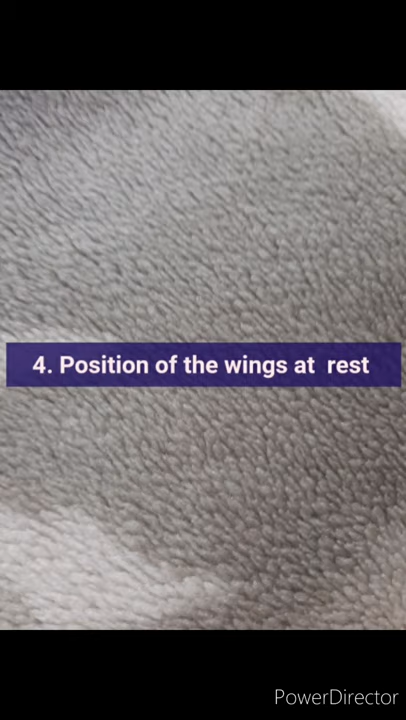 4. Position of the wings at rest
PowerDirector